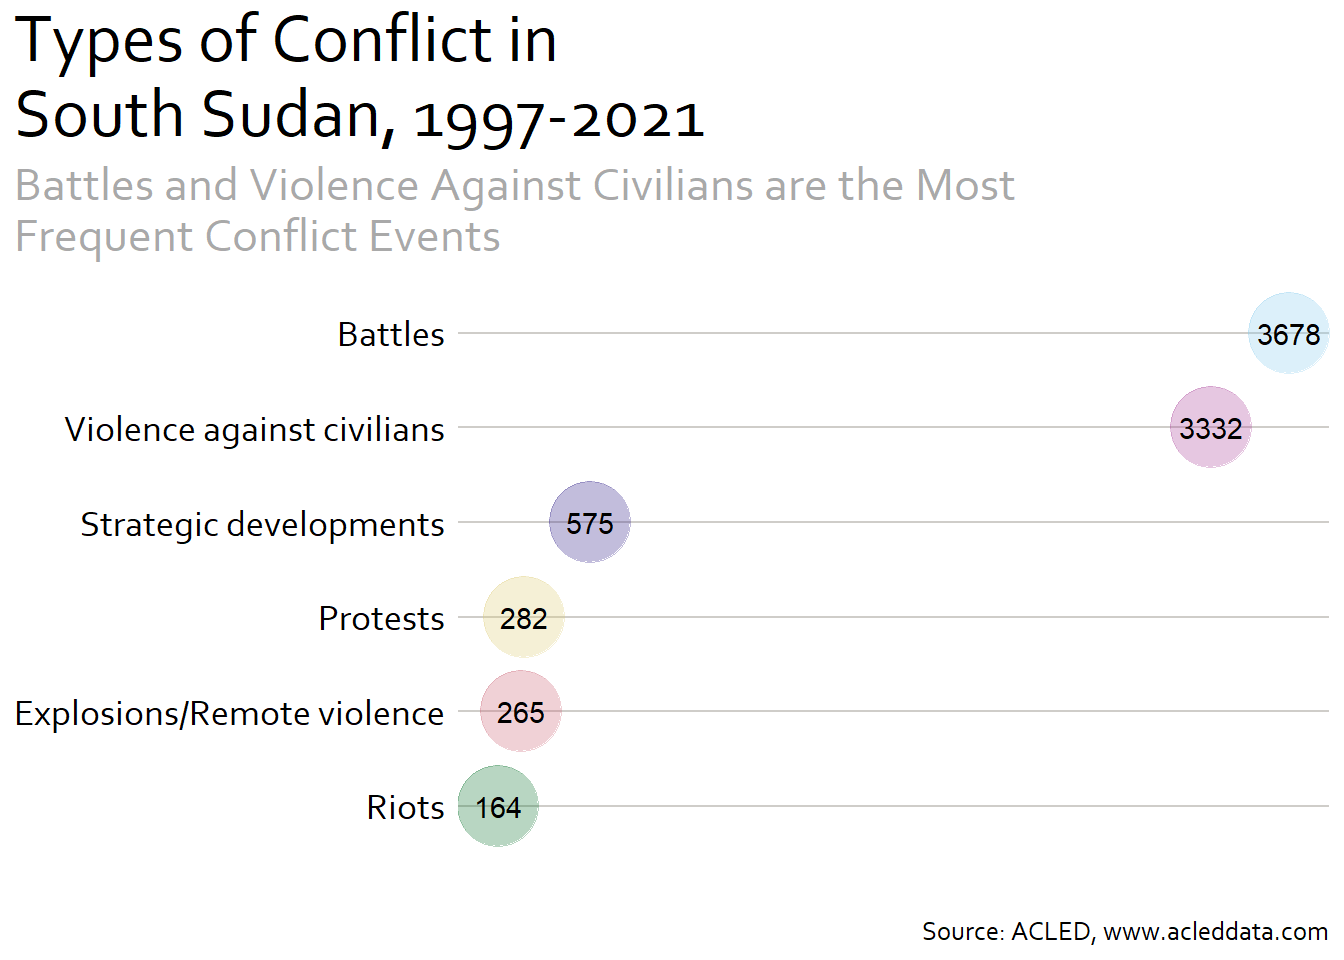 Types of Conflict in
South Sudan, 1997-2021
Battles and Violence Against Civilians are the Most
Frequent Conflict Events
Battles
3678
Violence against civilians
3332
Strategic developments
575
Protests
282
Explosions/Remote violence
265
Riots
164
Source: ACLED, www.acleddata.com